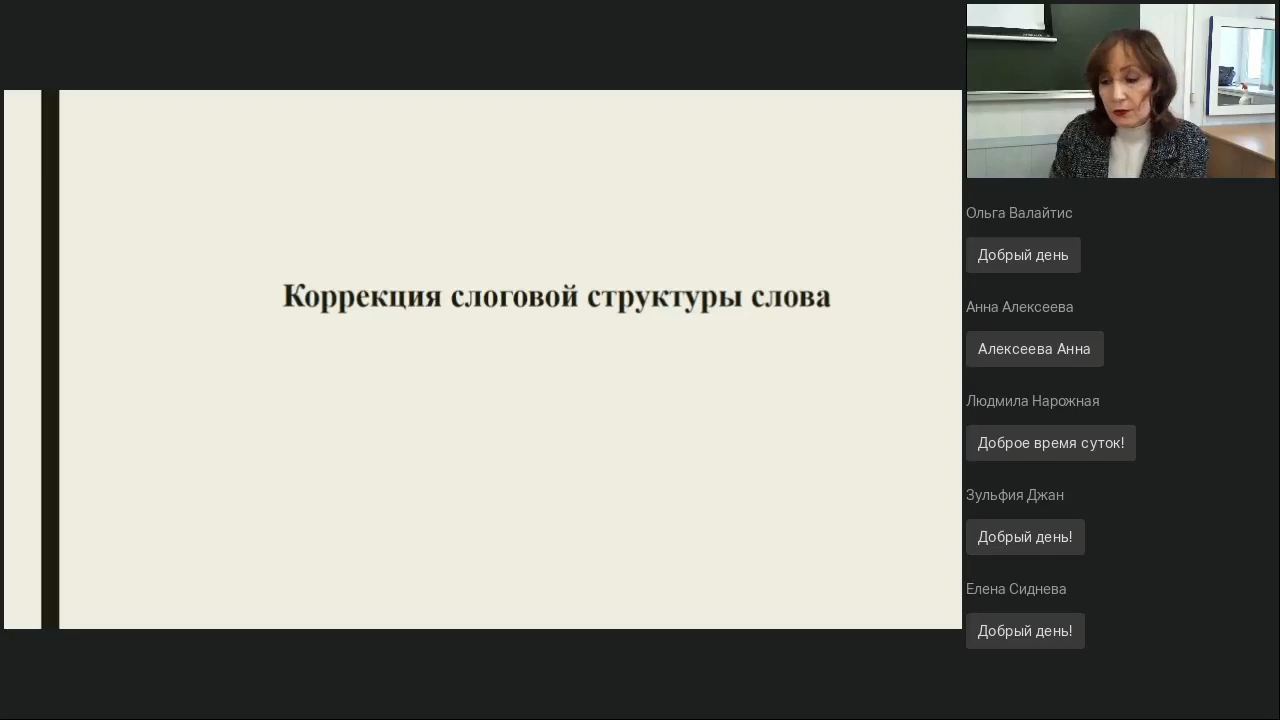 Коррекция слоговой структуры слова
Ольга Валайтис
Добрый день
Анна Алексеева
Алексеева Анна
Людмила Нарожная
Доброе время суток!
Зульфия Джан
Добрый день!
Елена Сиднева
Добрый день!